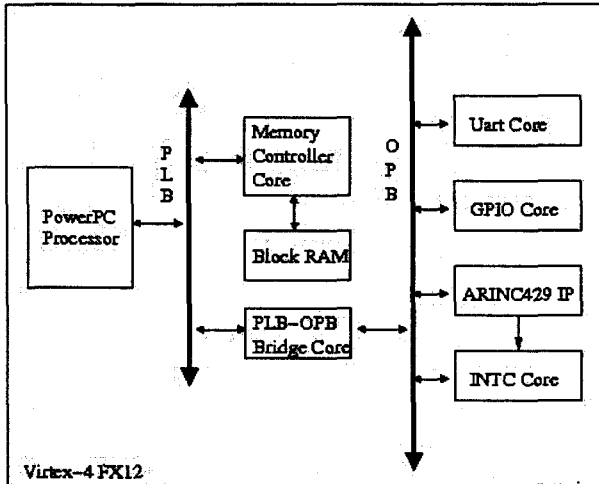 PowerPC
Processor
P
L
B
Memory
Controller
Core
Block RAM
PLB-OPB
Bridge Core
O
P
B
Uart Core
GPIO Core
ARINC429 IP
INTC Core
Virtex-4 FX12